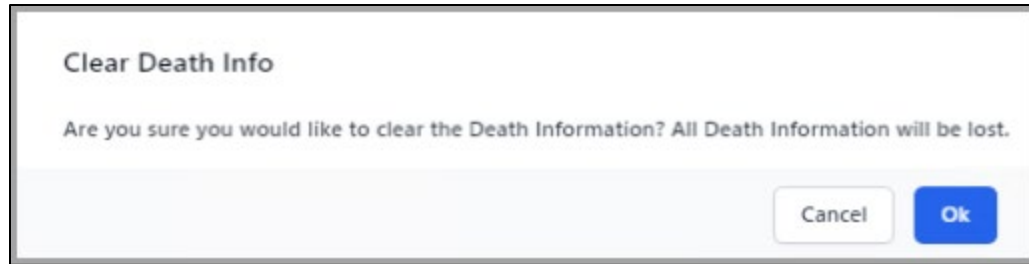 Clear Death Info
Are you sure you would like to clear the Death Information? All Death Information will be lost.
Cancel Ok